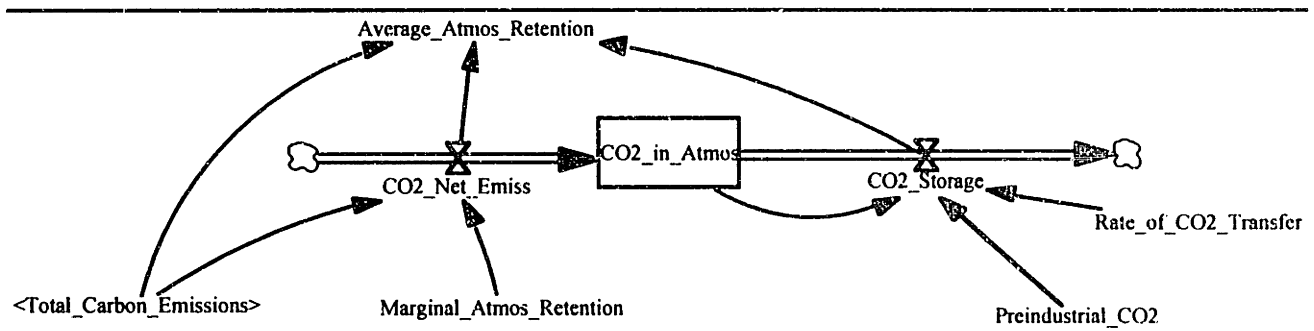 Average_Atmos_Retention
CO2_in_Atmos
CO2_Net_Emiss
CO2_Storage
Rate_of_CO2_Transfer
<Total_Carbon_Emissions>
Marginal_Atmos_Retention
Preindustrial_CO2